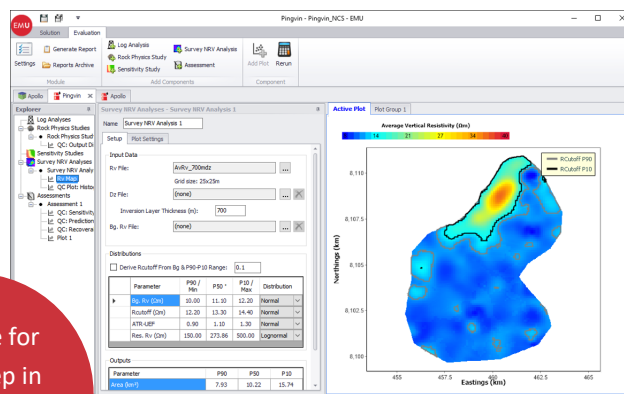 EMU
Pingvin - Pingvin_NCS - EMU
Solution Evaluation
Settings
Generate Report
Reports Archive
Module
Log Analysis
Rock Physics Study
Sensitivity Study
Survey NRV Analysis
Assessment
Add Components
Add Plot
Rerun
Component
Apollo
Pingvin
Apollo
Explorer
Log Analyses
Rock Physics Studies
Rock Physics Stud
QC: Output Di
Sensitivity Studies
Survey NRV Analyses
Survey NRV Analy
Rv Map
QC Plot: Histo
Assessments
Assessment 1
QC: Sensitivity
QC: Prediction
QC: Recovera
Plot 1
Survey NRV Analyses - Survey NRV Analysis 1
Name Survey NRV Analysis 1
Setup Plot Settings
Input Data
Rv File: AvRv_700mdz ...
Grid size: 25x25m
Dz File: (none) ...
Inversion Layer Thickness (m): 700
Bg. Rv File: (none) ...
Distributions
Derive Rcutoff From Bg & P90-P10 Range: 0.1
Parameter P90 / Min P50 P10 / Max Distribution
Bg. Rv (Ωm) 10.00 11.10 12.20 Normal
Rcutoff (Ωm) 12.20 13.30 14.40 Normal
ATR-UEF 0.90 1.10 1.30 Normal
Res. Rv (Ωm) 150.00 273.86 500.00 Lognormal
Outputs
Parameter P90 P50 P10
Area (km²) 7.93 10.22 15.74
Active Plot Plot Group 1
Average Vertical Resistivity (Ωm)
14 21 27 34 40
RCutoff P90
RCutoff P10
Northings (km)
8,110
8,107.5
8,105
8,102.5
8,100
455 457.5 460 462.5 465
Eastings (km)
e for
ep in